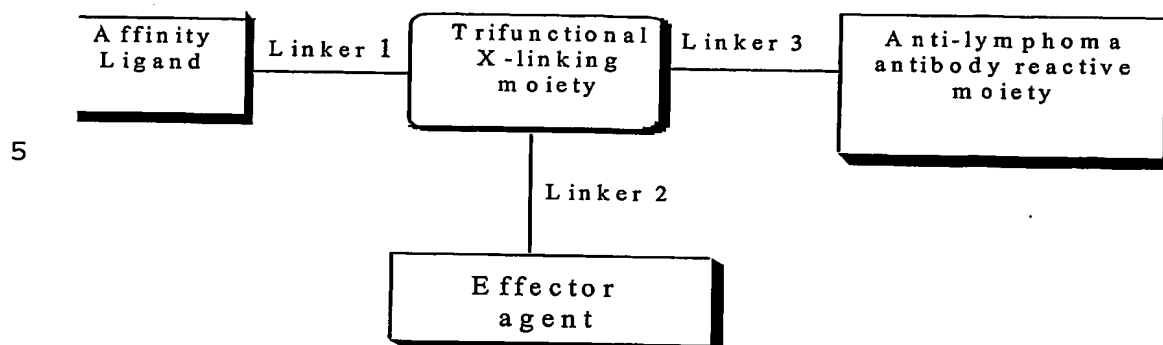 Affinity
Ligand
Linker 1
Trifunctional
X-linking
moiety
Linker 3
Anti-lymphoma
antibody reactive
moiety
5
Linker 2
Effector
agent